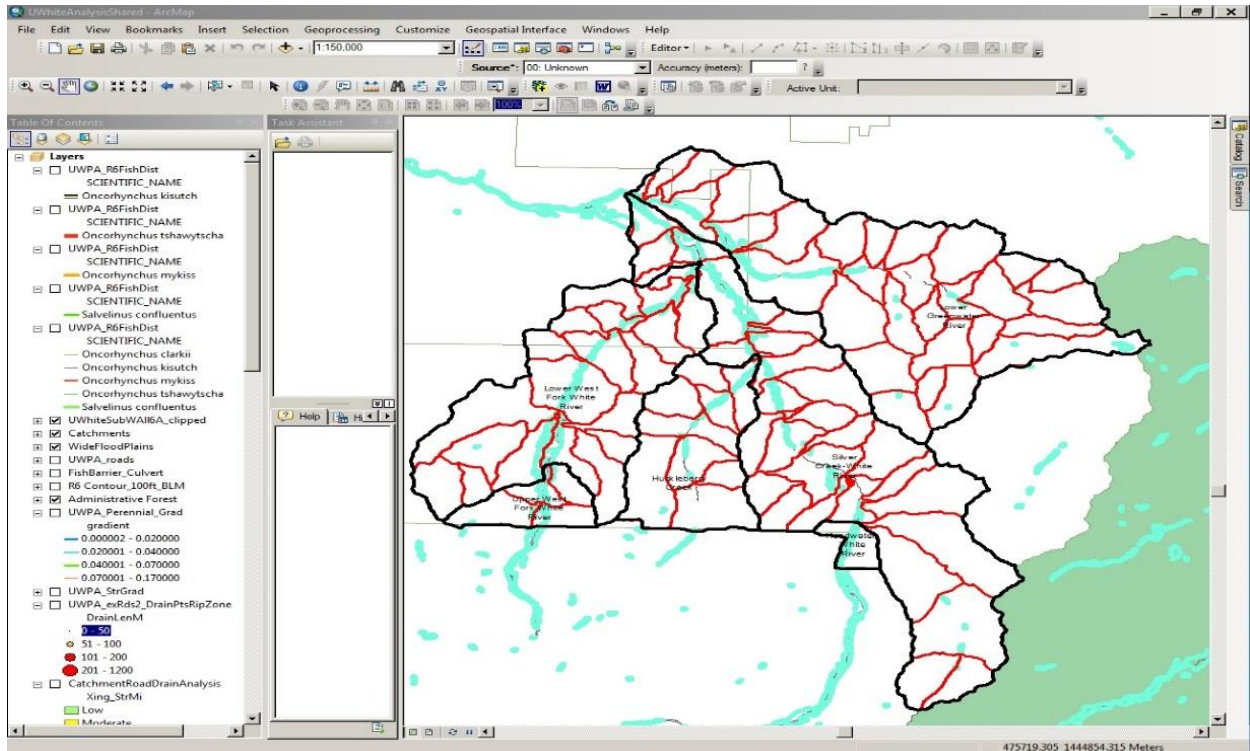 UWhiteAnalysisShared - ArcMap
File Edit View Bookmarks Insert Selection Geoprocessing Customize Geospatial Interface Windows Help
1:150,000
Editor
Source*: 00: Unknown
Accuracy (meters):
?
Active Unit:
100%
Table Of Contents
Layers
UWPA_R6FishDist
SCIENTIFIC_NAME
Oncorhynchus kisutch
UWPA_R6FishDist
SCIENTIFIC_NAME
Oncorhynchus tshawytscha
UWPA_R6FishDist
SCIENTIFIC_NAME
Oncorhynchus mykiss
UWPA_R6FishDist
SCIENTIFIC_NAME
Salvelinus confluentus
UWPA_R6FishDist
SCIENTIFIC_NAME
Oncorhynchus clarkii
Oncorhynchus kisutch
Oncorhynchus mykiss
Oncorhynchus tshawytscha
Salvelinus confluentus
UWhiteSubWAll6A_clipped
Catchments
WideFloodPlains
UWPA_roads
FishBarrier_Culvert
R6 Contour_100ft_BLM
Administrative Forest
UWPA_Perennial_Grad
gradient
0.000002 - 0.020000
0.020001 - 0.040000
0.040001 - 0.070000
0.070001 - 0.170000
UWPA_StrGrad
UWPA_exRds2_DrainPtsRipZone
DrainLenM
0 - 50
51 - 100
101 - 200
201 - 1200
CatchmentRoadDrainAnalysis
Xing_StrMi
Low
Moderate
Task Assistant
Help
Hi
Lower
Greenwater
River
Lower West
Fork White
River
Silver
Creek-White
River
Huckleberry
Creek
Upper West
Fork White
River
Headwater
White
River
Catalog
Search
475719.305 1444854.315 Meters